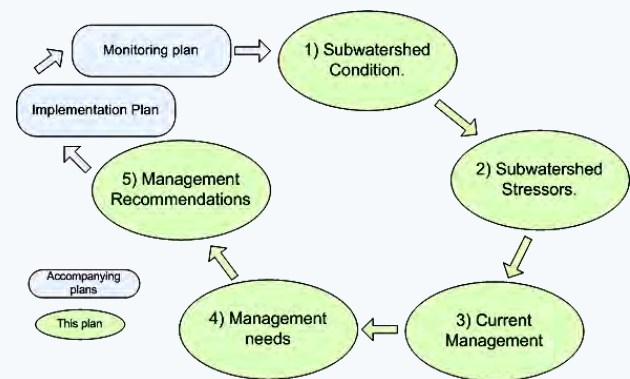 Monitoring plan
1) Subwatershed
Condition.
Implementation Plan
2) Subwatershed
Stressors.
5) Management
Recommendations
Accompanying
plans
This plan
4) Management
needs
3) Current
Management